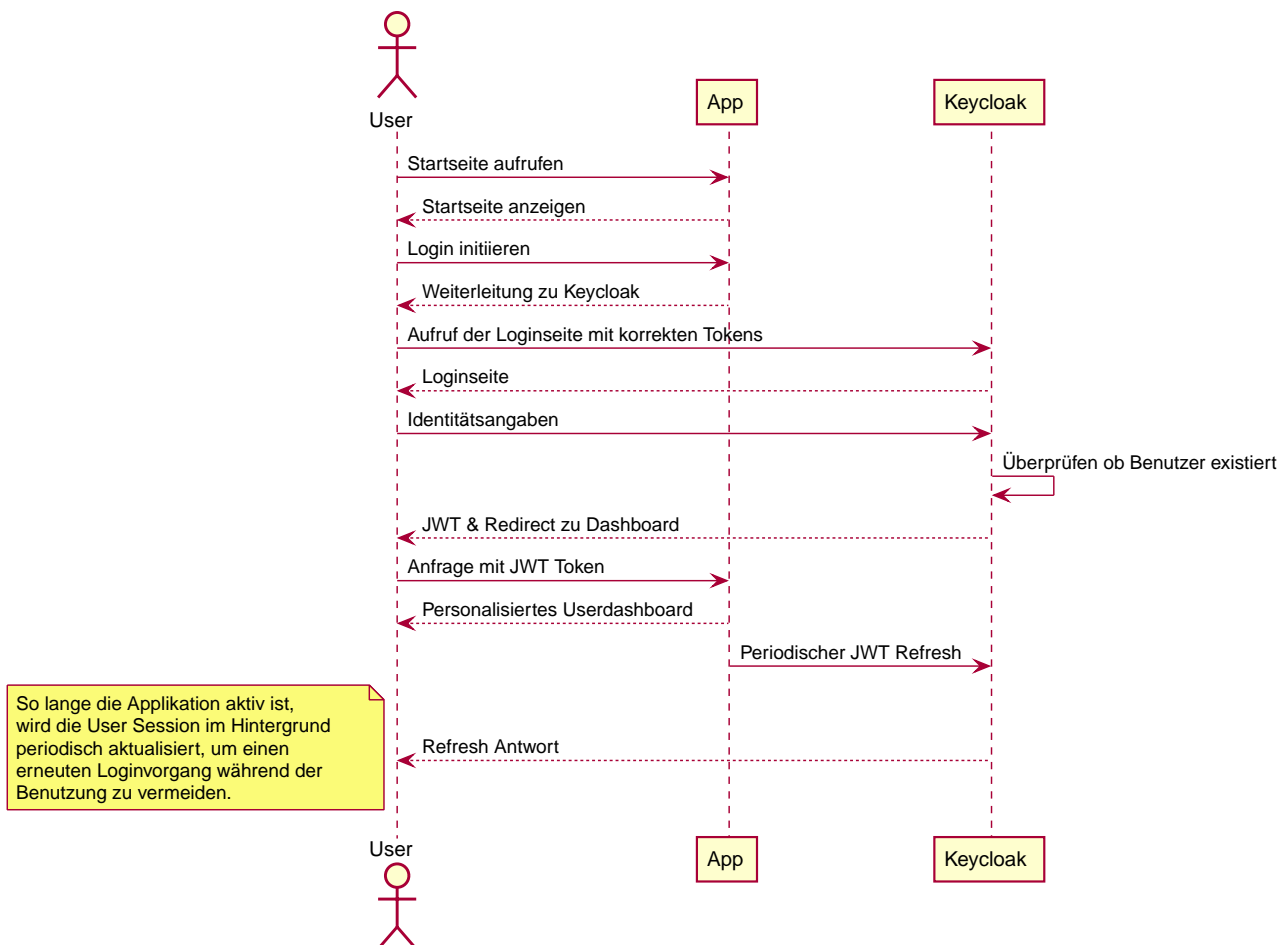 User
App
Keycloak
Startseite aufrufen
Startseite anzeigen
Login initiieren
Weiterleitung zu Keycloak
Aufruf der Loginseite mit korrekten Tokens
Loginseite
Identitätsangaben
Überprüfen ob Benutzer existiert
JWT & Redirect zu Dashboard
Anfrage mit JWT Token
Personalisiertes Userdashboard
Periodischer JWT Refresh
So lange die Applikation aktiv ist,
wird die User Session im Hintergrund
periodisch aktualisiert, um einen
erneuten Loginvorgang während der
Benutzung zu vermeiden.
Refresh Antwort
User
App
Keycloak